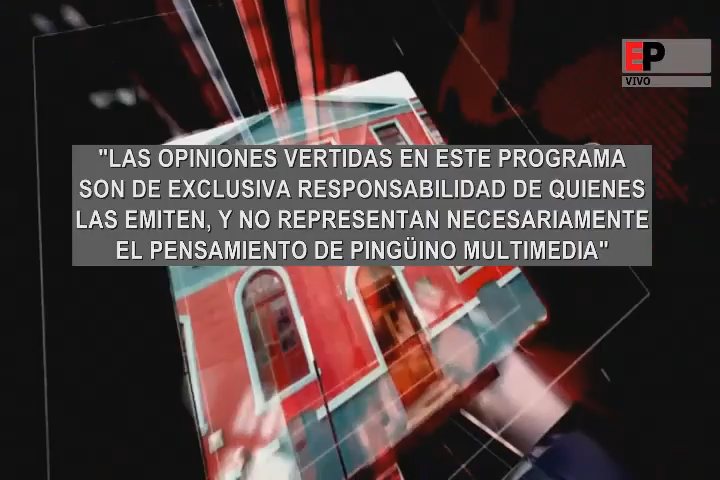 EP
VIVO
"LAS OPINIONES VERTIDAS EN ESTE PROGRAMA
SON DE EXCLUSIVA RESPONSABILIDAD DE QUIENES
LAS EMITEN, Y NO REPRESENTAN NECESARIAMENTE
EL PENSAMIENTO DE PINGÜINO MULTIMEDIA"